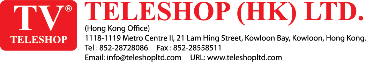 TV®
TELESHOP
TELESHOP (HK) LTD.
(Hong Kong Office)
1118-1119 Metro Centre II, 21 Lam Hing Street, Kowloon Bay, Kowloon, Hong Kong.
Tel : 852-28728086 Fax : 852-28558511
Email: info@teleshopltd.com URL: www.teleshopltd.com